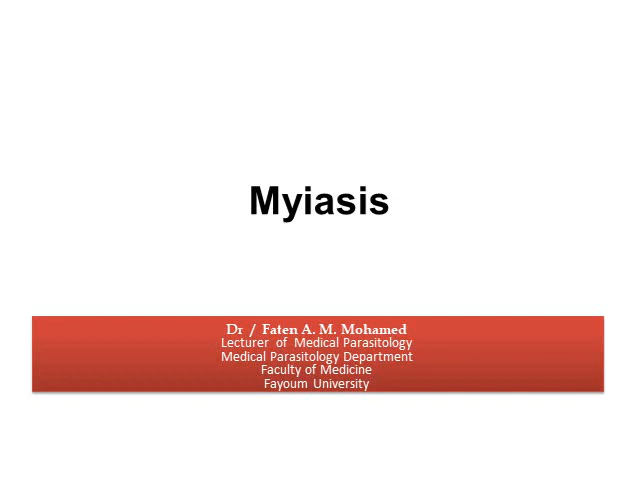 Myiasis
Dr / Faten A. M. Mohamed
Lecturer of Medical Parasitology
Medical Parasitology Department
Faculty of Medicine
Fayoum University